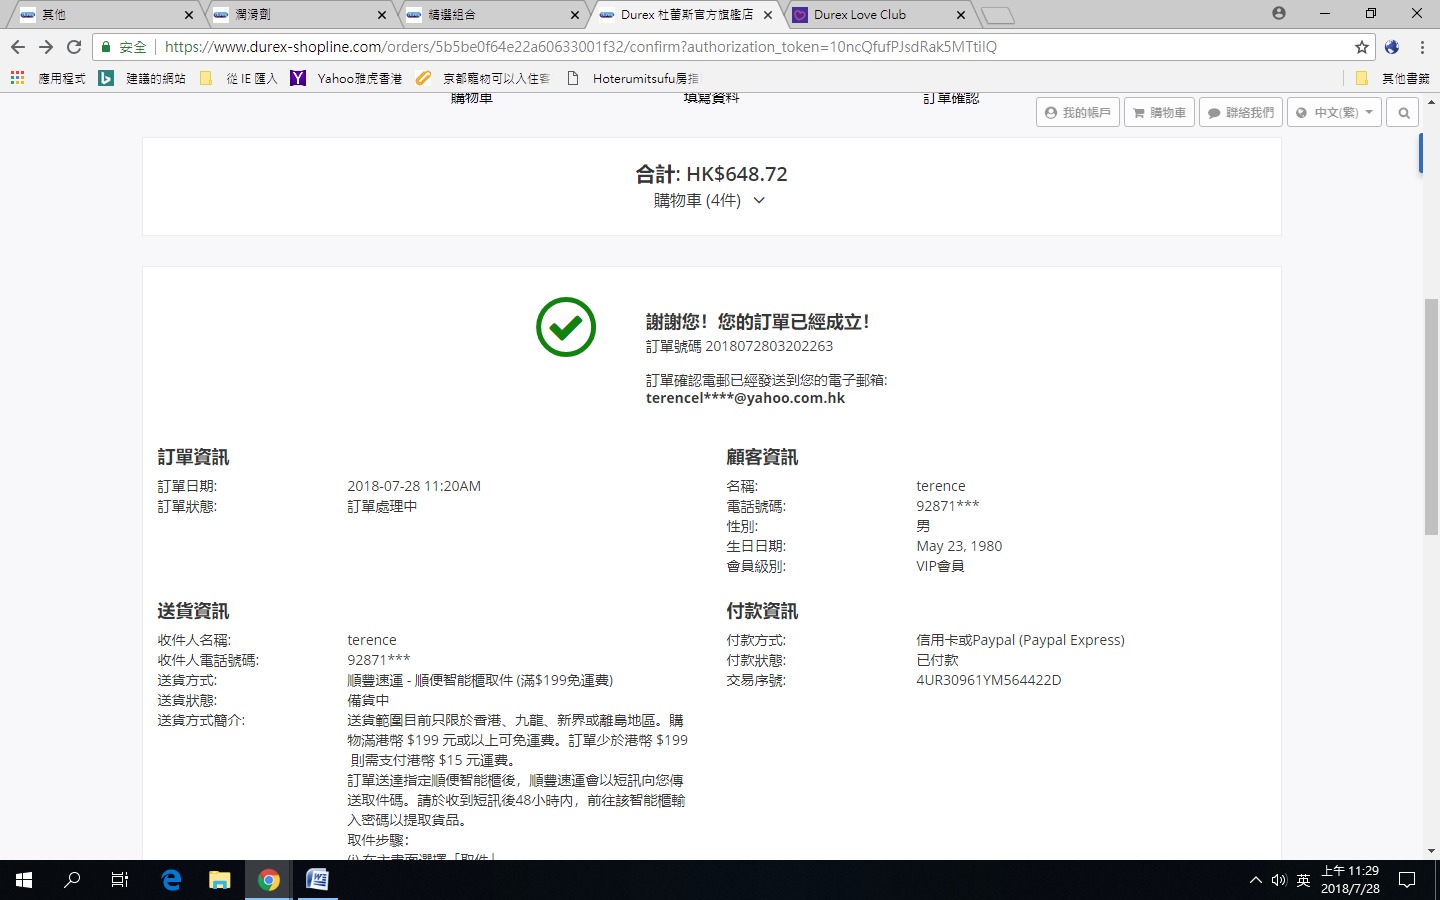 其他
潤滑劑
精選組合
Durex 杜蕾斯官方旗艦店
Durex Love Club
安全
https://www.durex-shopline.com/orders/5b5be0f64e22a60633001f32/confirm?authorization_token=10ncQfufPJsdRak5MTtiIQ
應用程式
建議的網站
從 IE 匯入
Yahoo雅虎香港
京都寵物可以入住客
Hoterumitsufu房指
其他書籤
購物車
填寫資料
訂單確認
我的帳戶
購物車
聯絡我們
中文(繁)
合計: HK$648.72
購物車 (4件)
謝謝您！您的訂單已經成立！
訂單號碼 2018072803202263
訂單確認電郵已經發送到您的電子郵箱:
terencel****@yahoo.com.hk
訂單資訊
訂單日期: 2018-07-28 11:20AM
訂單狀態: 訂單處理中
顧客資訊
名稱: terence
電話號碼: 92871***
性別: 男
生日日期: May 23, 1980
會員級別: VIP會員
送貨資訊
收件人名稱: terence
收件人電話號碼: 92871***
送貨方式: 順豐速運 - 順便智能櫃取件 (滿$199免運費)
送貨狀態: 備貨中
送貨方式簡介: 送貨範圍目前只限於香港、九龍、新界或離島地區。購
物滿港幣 $199 元或以上可免運費。訂單少於港幣 $199
則需支付港幣 $15 元運費。
訂單送達指定順便智能櫃後，順豐速運會以短訊向您傳
送取件碼。請於收到短訊後48小時內，前往該智能櫃輸
入密碼以提取貨品。
取件步驟：
(i) 在主畫面選擇「取件」
付款資訊
付款方式: 信用卡或Paypal (Paypal Express)
付款狀態: 已付款
交易序號: 4UR30961YM564422D
英
上午 11:29
2018/7/28